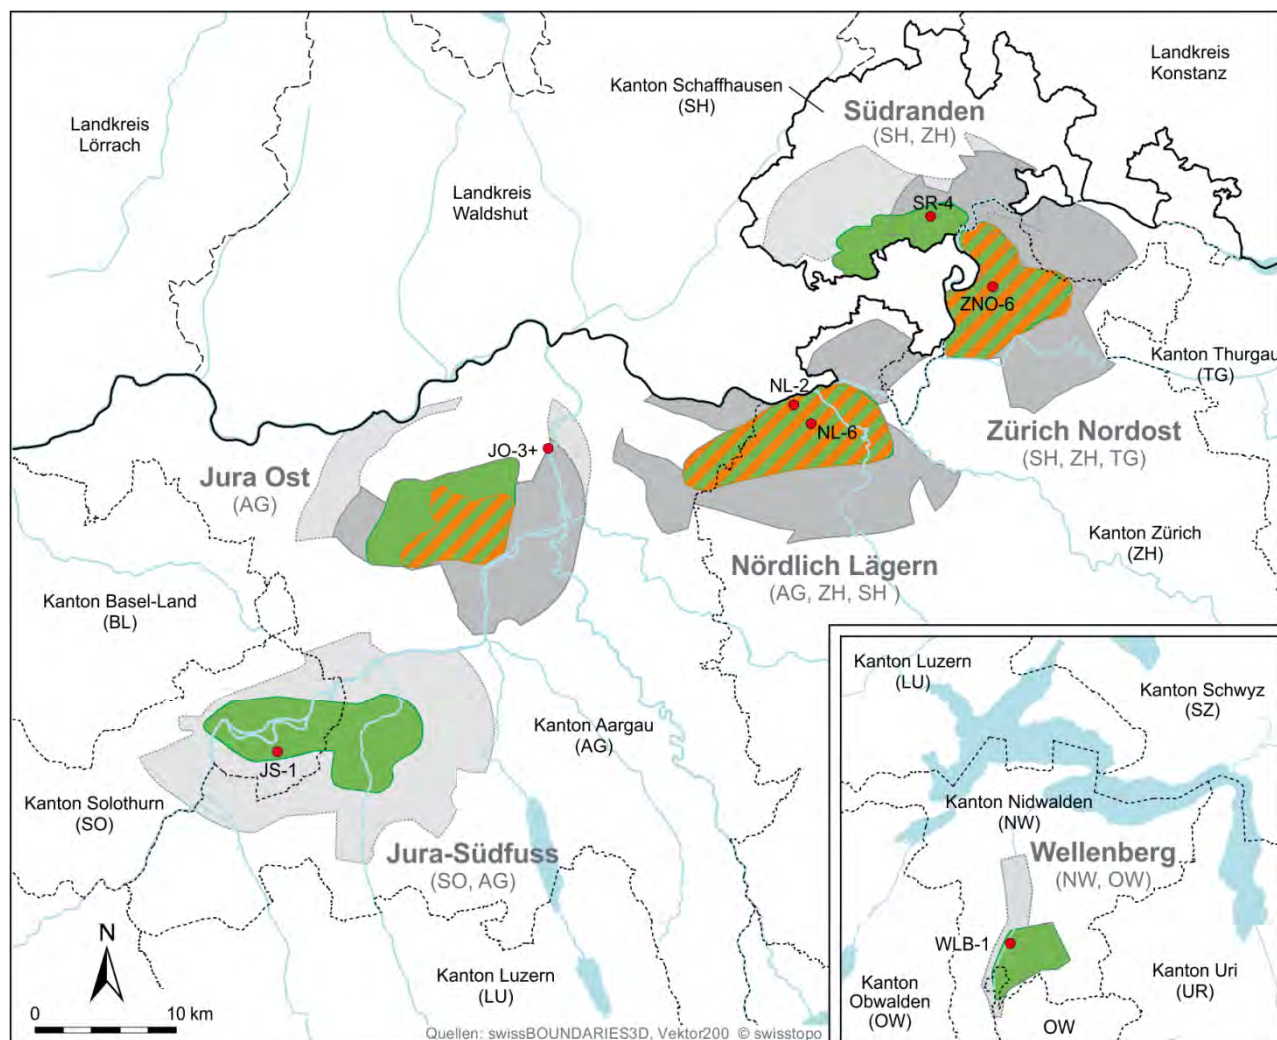 Landkreis
Lörrach
Landkreis
Waldshut
Kanton Schaffhausen
(SH)
Südranden
(SH, ZH)
Landkreis
Konstanz
SR-4
ZNO-6
Kanton Thurgau
(TG)
Zürich Nordost
(SH, ZH, TG)
NL-2
NL-6
JO-3+
Jura Ost
(AG)
Nördlich Lägern
(AG, ZH, SH )
Kanton Zürich
(ZH)
Kanton Basel-Land
(BL)
Kanton Aargau
(AG)
JS-1
Kanton Solothurn
(SO)
Jura-Südfuss
(SO, AG)
Kanton Luzern
(LU)
N
0 10 km
Quellen: swissBOUNDARIES3D, Vektor200 © swisstopo
Kanton Luzern
(LU)
Kanton Schwyz
(SZ)
Kanton Nidwalden
(NW)
Wellenberg
(NW, OW)
WLB-1
Kanton
Obwalden
(OW)
OW
Kanton Uri
(UR)